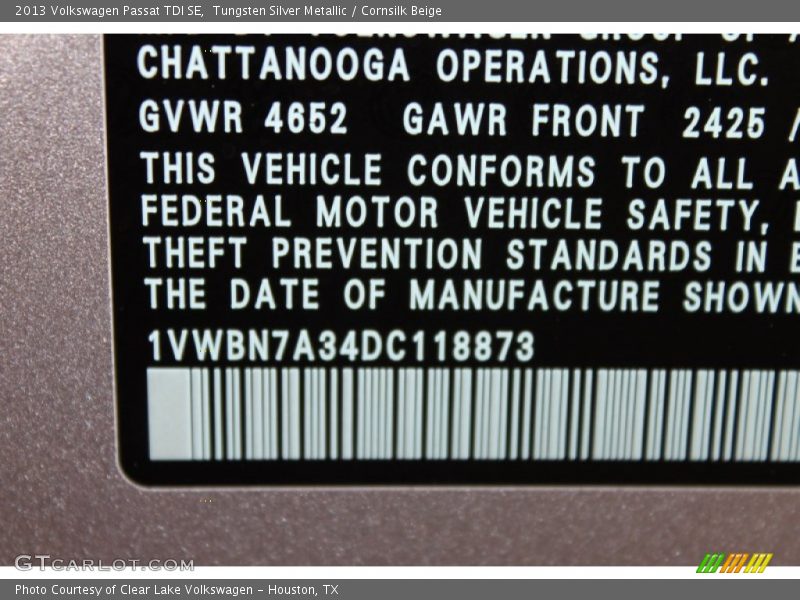 2013 Volkswagen Passat TDI SE, Tungsten Silver Metallic / Cornsilk Beige
CHATTANOOGA OPERATIONS, LLC.
GVWR 4652 GAWR FRONT 2425 /
THIS VEHICLE CONFORMS TO ALL A
FEDERAL MOTOR VEHICLE SAFETY,
THEFT PREVENTION STANDARDS IN
THE DATE OF MANUFACTURE SHOWN
1VWBN7A34DC118873
GTCARLOT.COM
Photo Courtesy of Clear Lake Volkswagen – Houston, TX